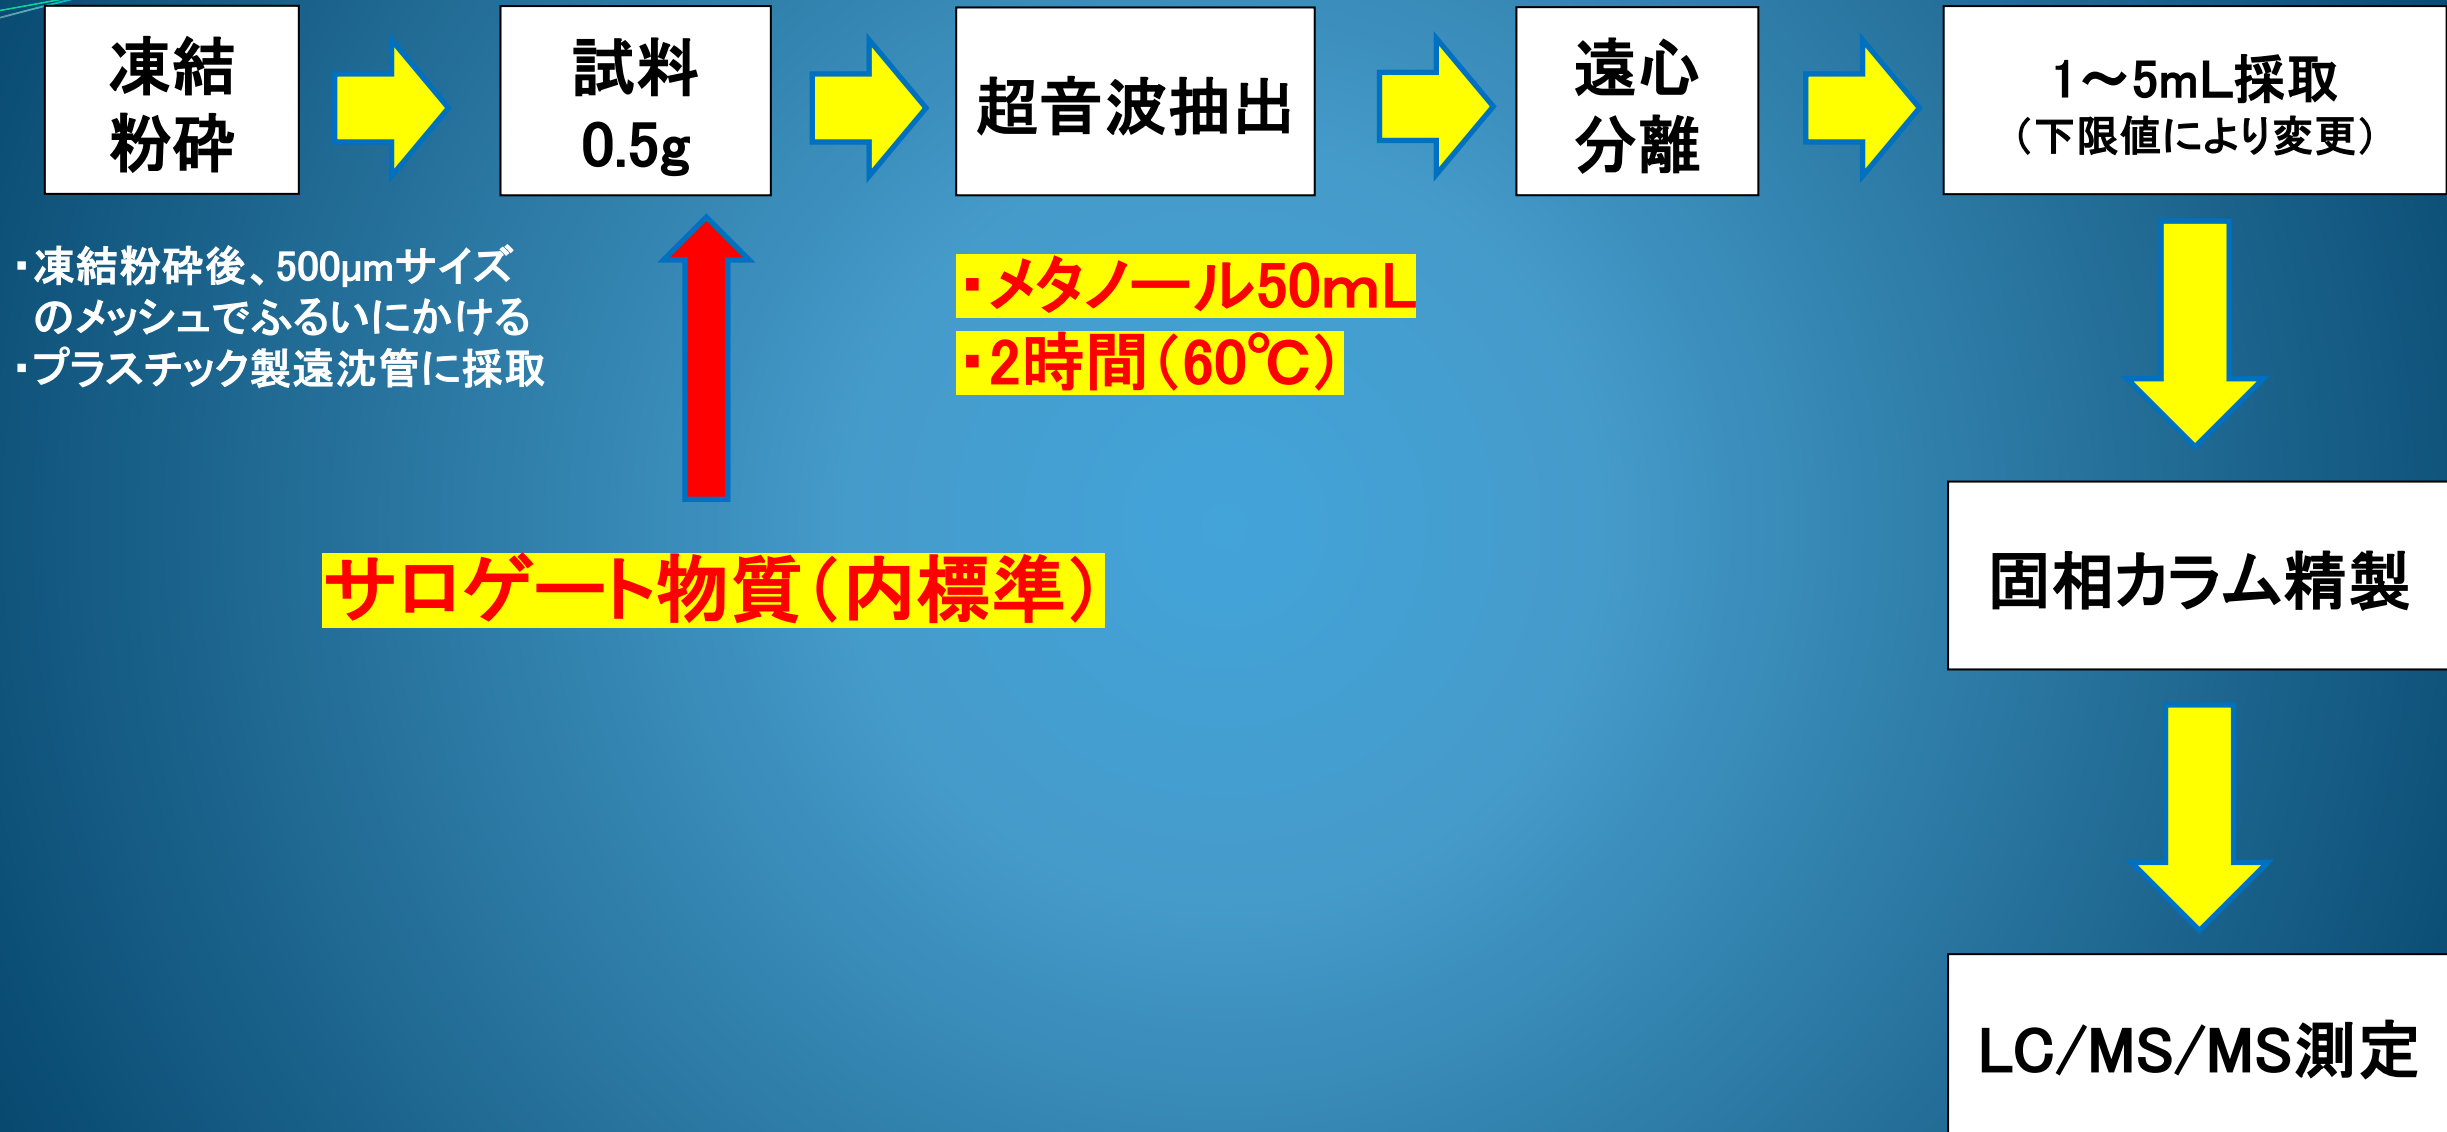 凍結
粉砕
試料
0.5g
超音波抽出
遠心
分離
1～5mL採取
（下限値により変更）
・凍結粉砕後、500μmサイズ
のメッシュでふるいにかける
・プラスチック製遠沈管に採取
・メタノール50mL
・2時間（60℃）
サロゲート物質（内標準）
固相カラム精製
LC/MS/MS測定